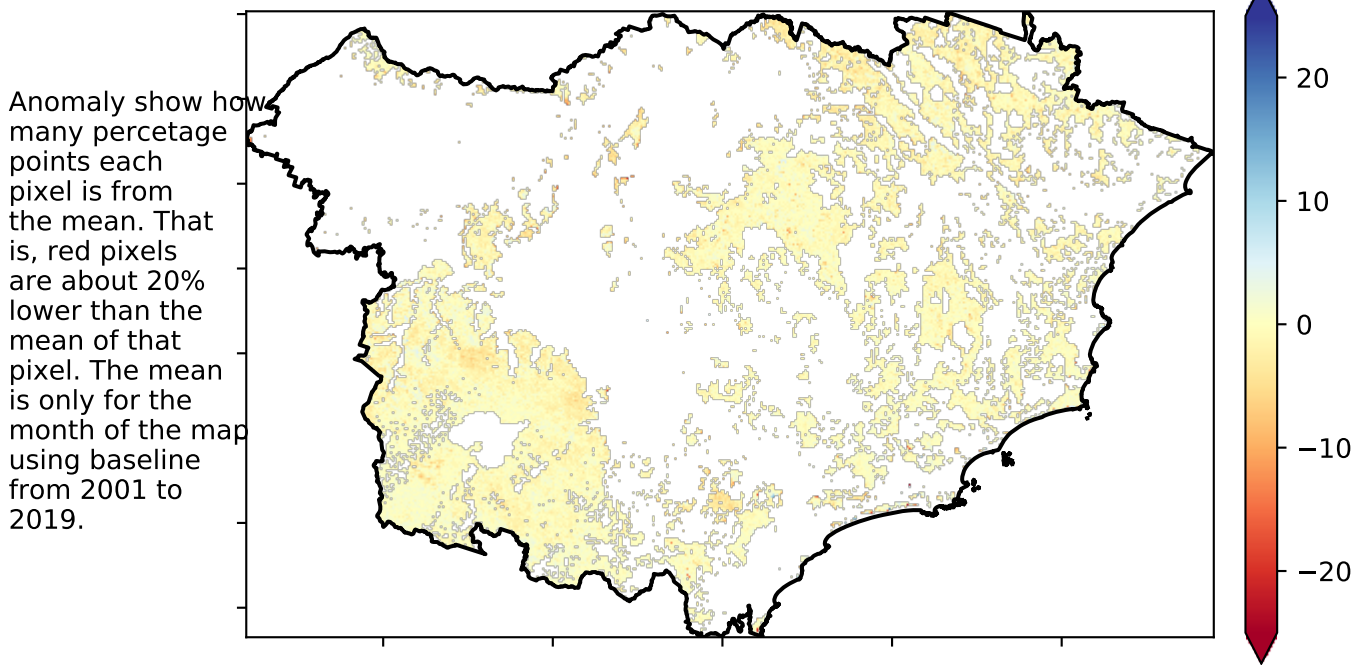 Anomaly show how
many percetage
points each
pixel is from
the mean. That
is, red pixels
are about 20%
lower than the
mean of that
pixel. The mean
is only for the
month of the map
using baseline
from 2001 to
2019.
20
10
0
−10
−20